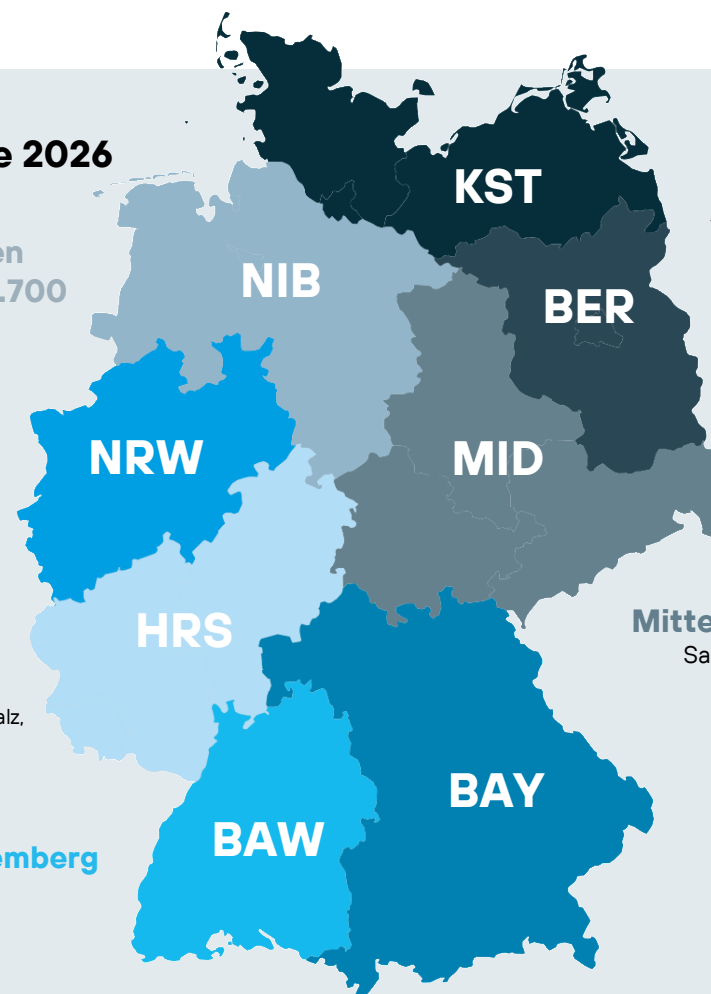 e 2026
KST
en
.700
NIB
BER
NRW
MID
HRS
Mitte
Sa
alz,
BAY
BAW
emberg